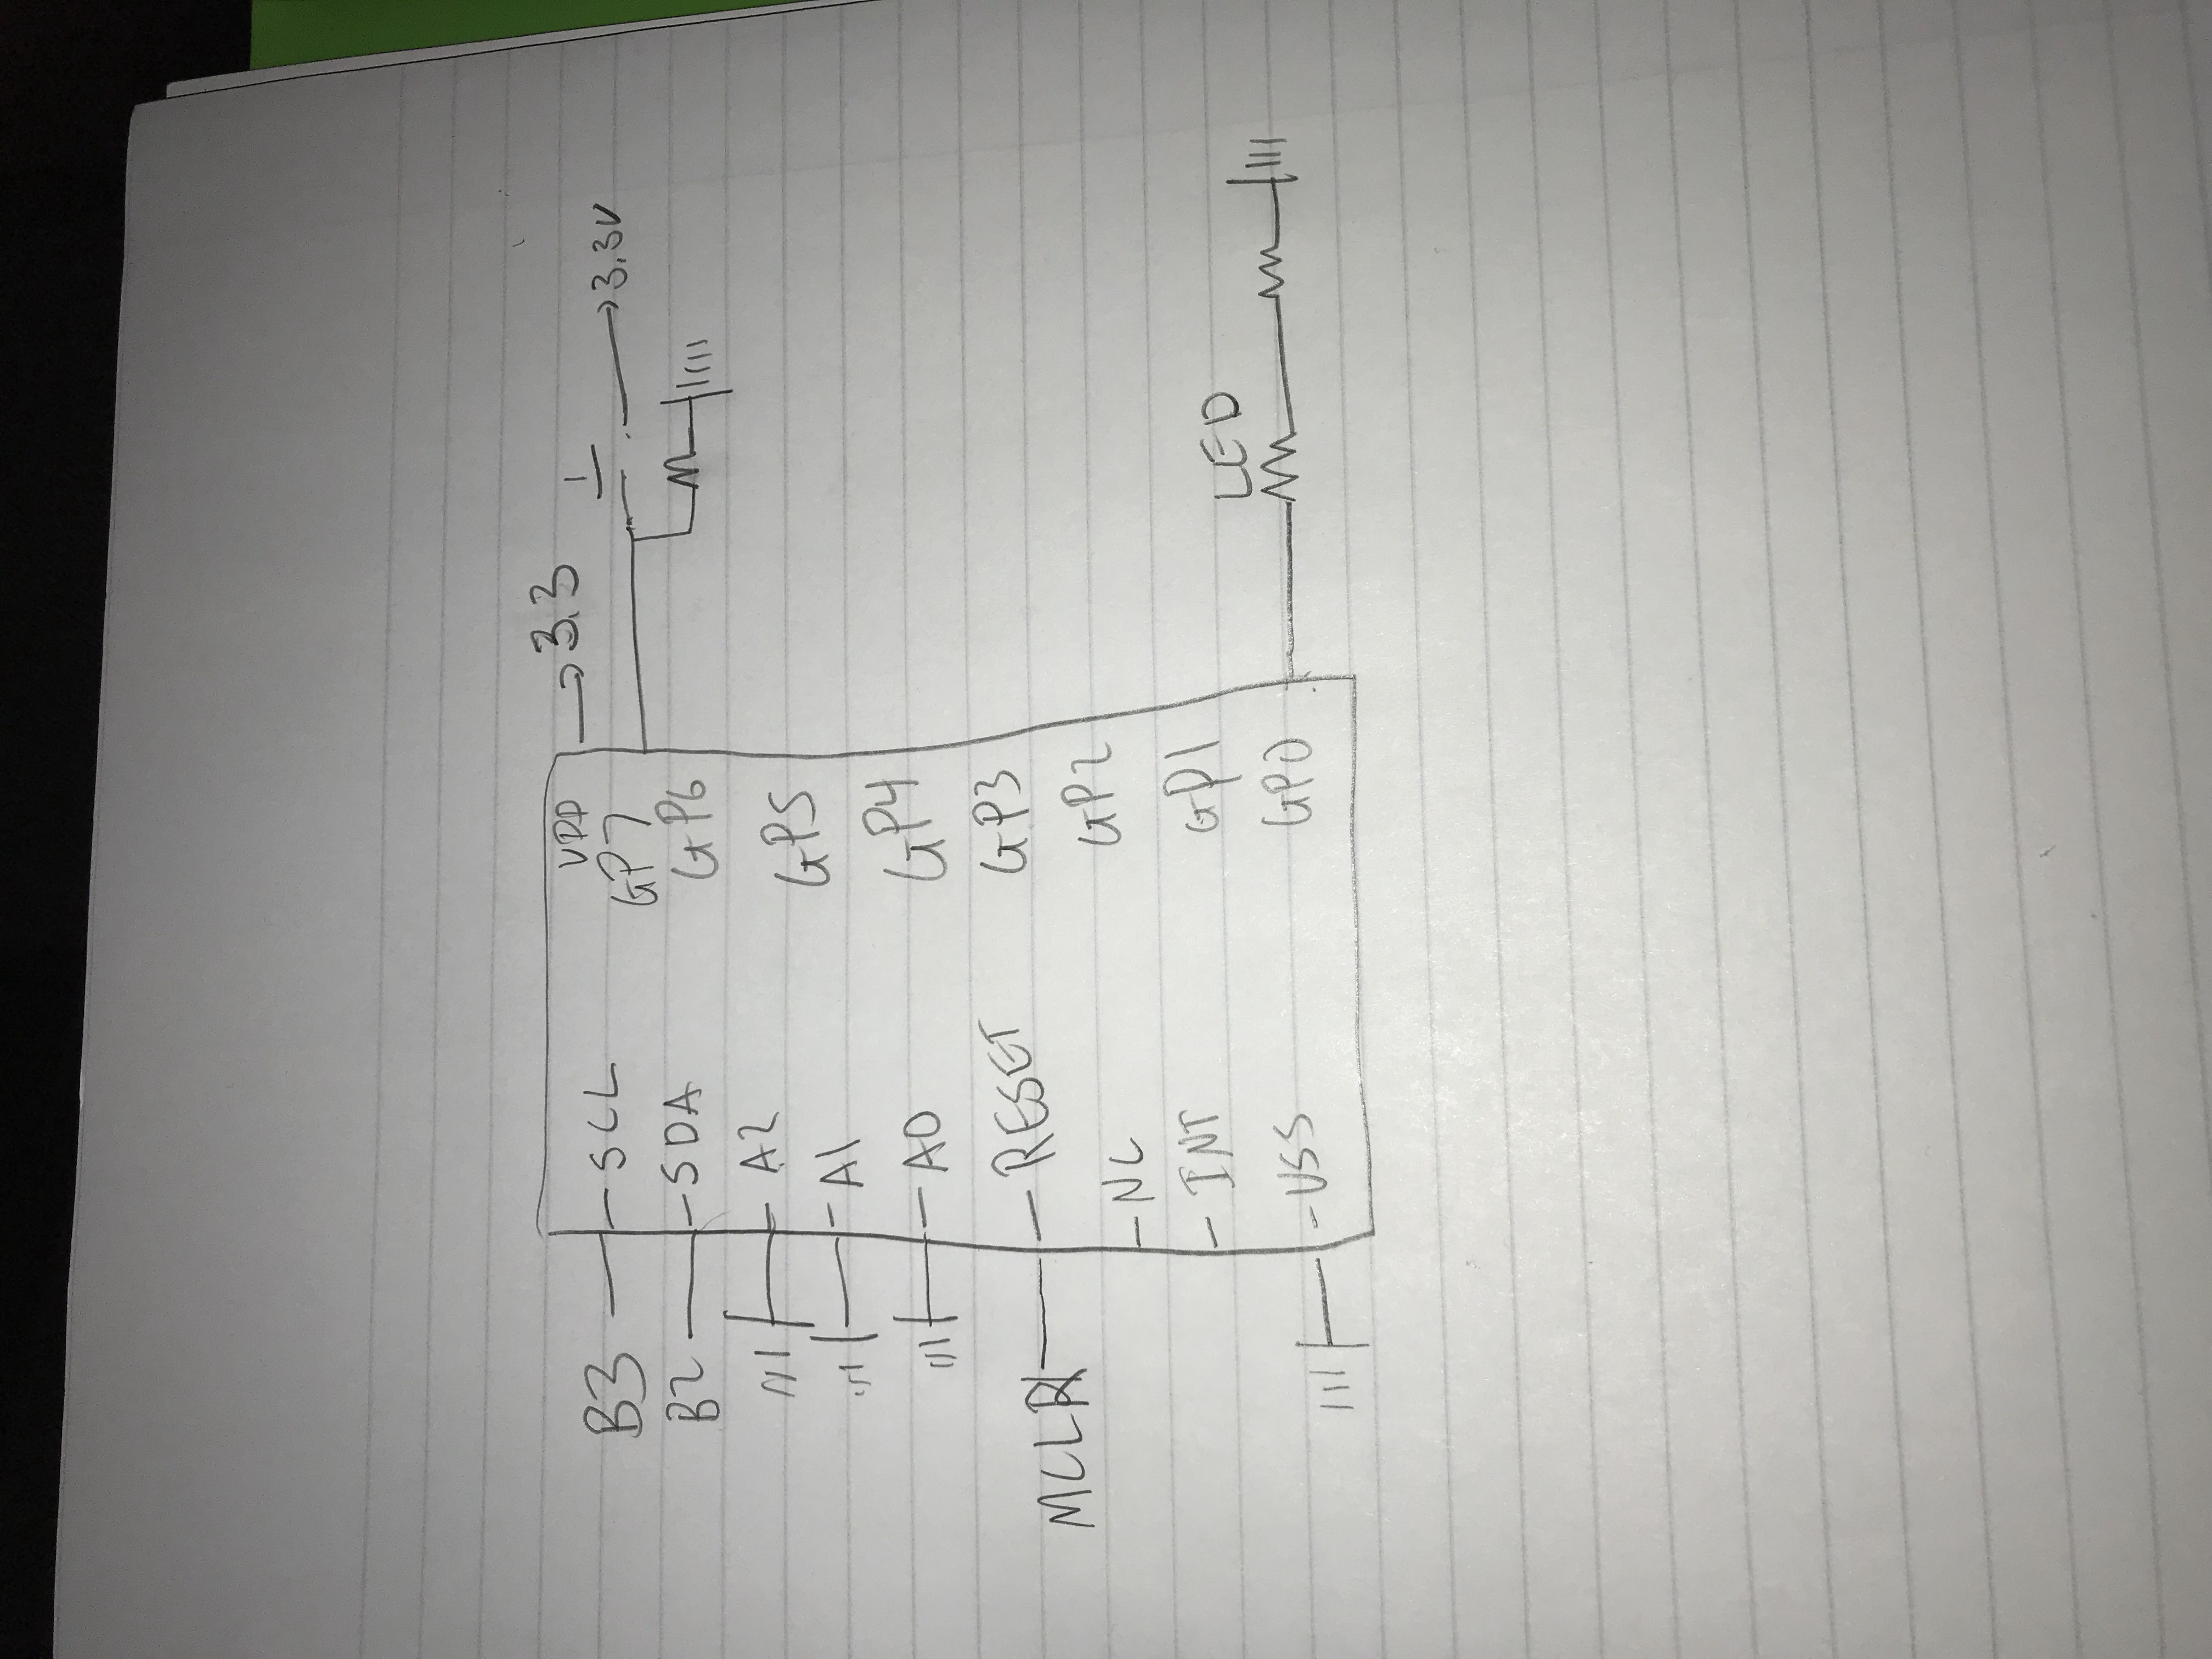 VDD → 3.3
B3 SCL GP7 → 3.3V
B2 SDA GP6
A2 GP5
A1
A0 GP4
MCLR RESET GP3
NC GP2
INT GP1 LED
VSS GP0